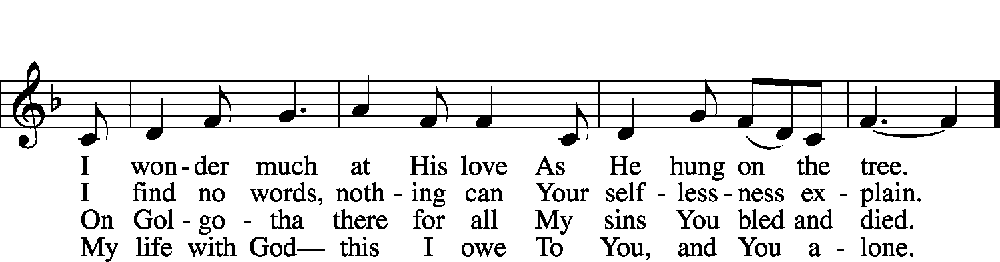 I won-der much at His love As He hung on the tree.
I find no words, noth-ing can Your self-less-ness ex-plain.
On Gol-go-tha there for all My sins You bled and died.
My life with God— this I owe To You, and You a-lone.